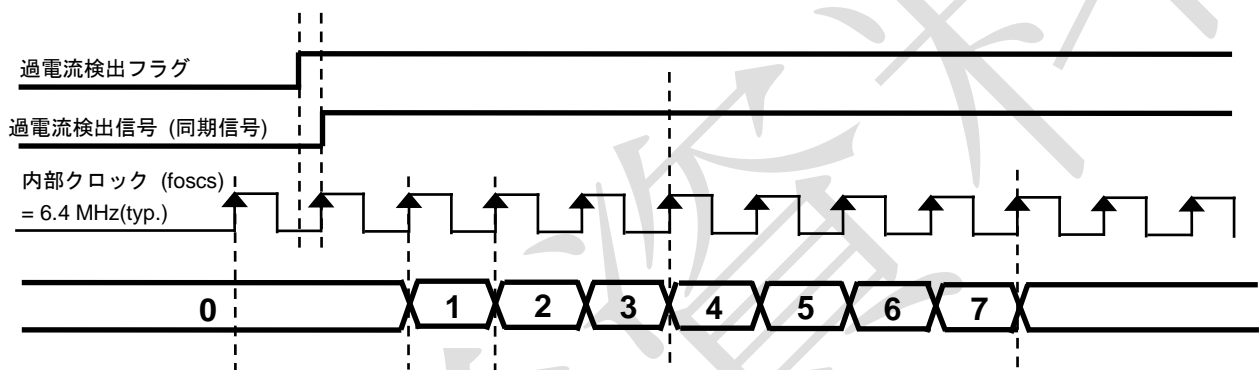 過電流検出フラグ
過電流検出信号 (同期信号)
内部クロック (foscs)
= 6.4 MHz(typ.)
0 1 2 3 4 5 6 7